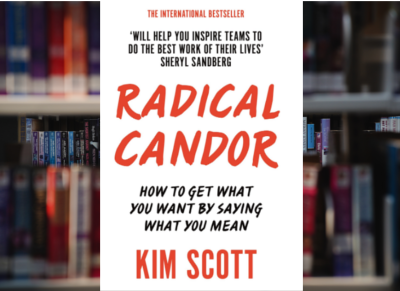 THE INTERNATIONAL BESTSELLER
'WILL HELP YOU INSPIRE TEAMS TO
DO THE BEST WORK OF THEIR LIVES'
SHERYL SANDBERG
RADICAL
CANDOR
HOW TO GET WHAT
YOU WANT BY SAYING
WHAT YOU MEAN
KIM SCOTT